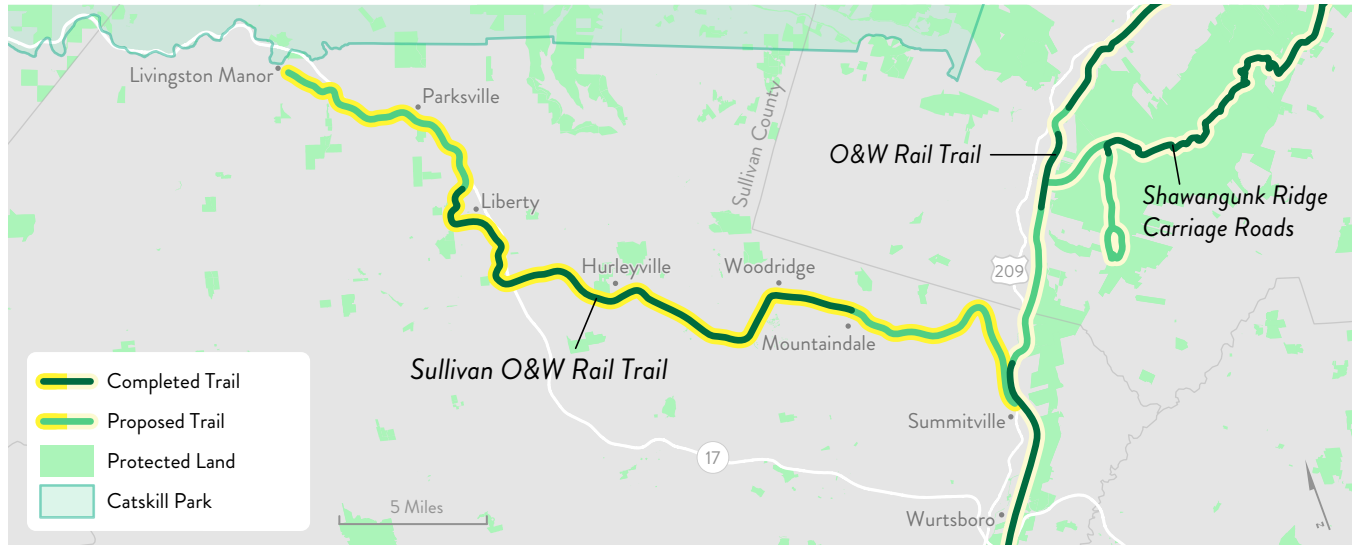 Livingston Manor
Parksville
Sullivan County
O&W Rail Trail
Shawangunk Ridge
Carriage Roads
Liberty
209
Hurleyville
Woodridge
Mountaindale
Sullivan O&W Rail Trail
Completed Trail
Proposed Trail
Protected Land
Catskill Park
Summitville
17
5 Miles
Wurtsboro
N